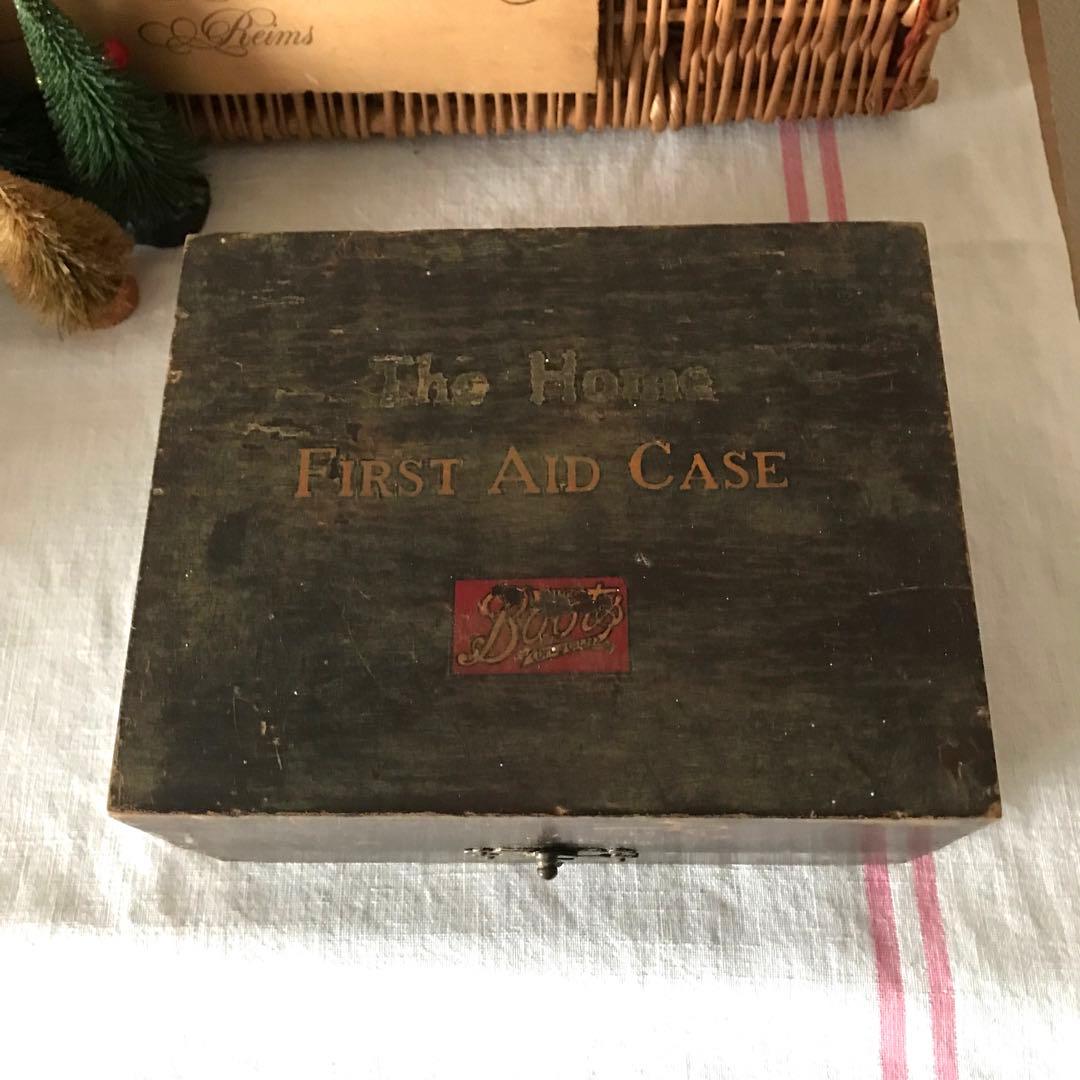 Reims
The Home
FIRST AID CASE
Boots